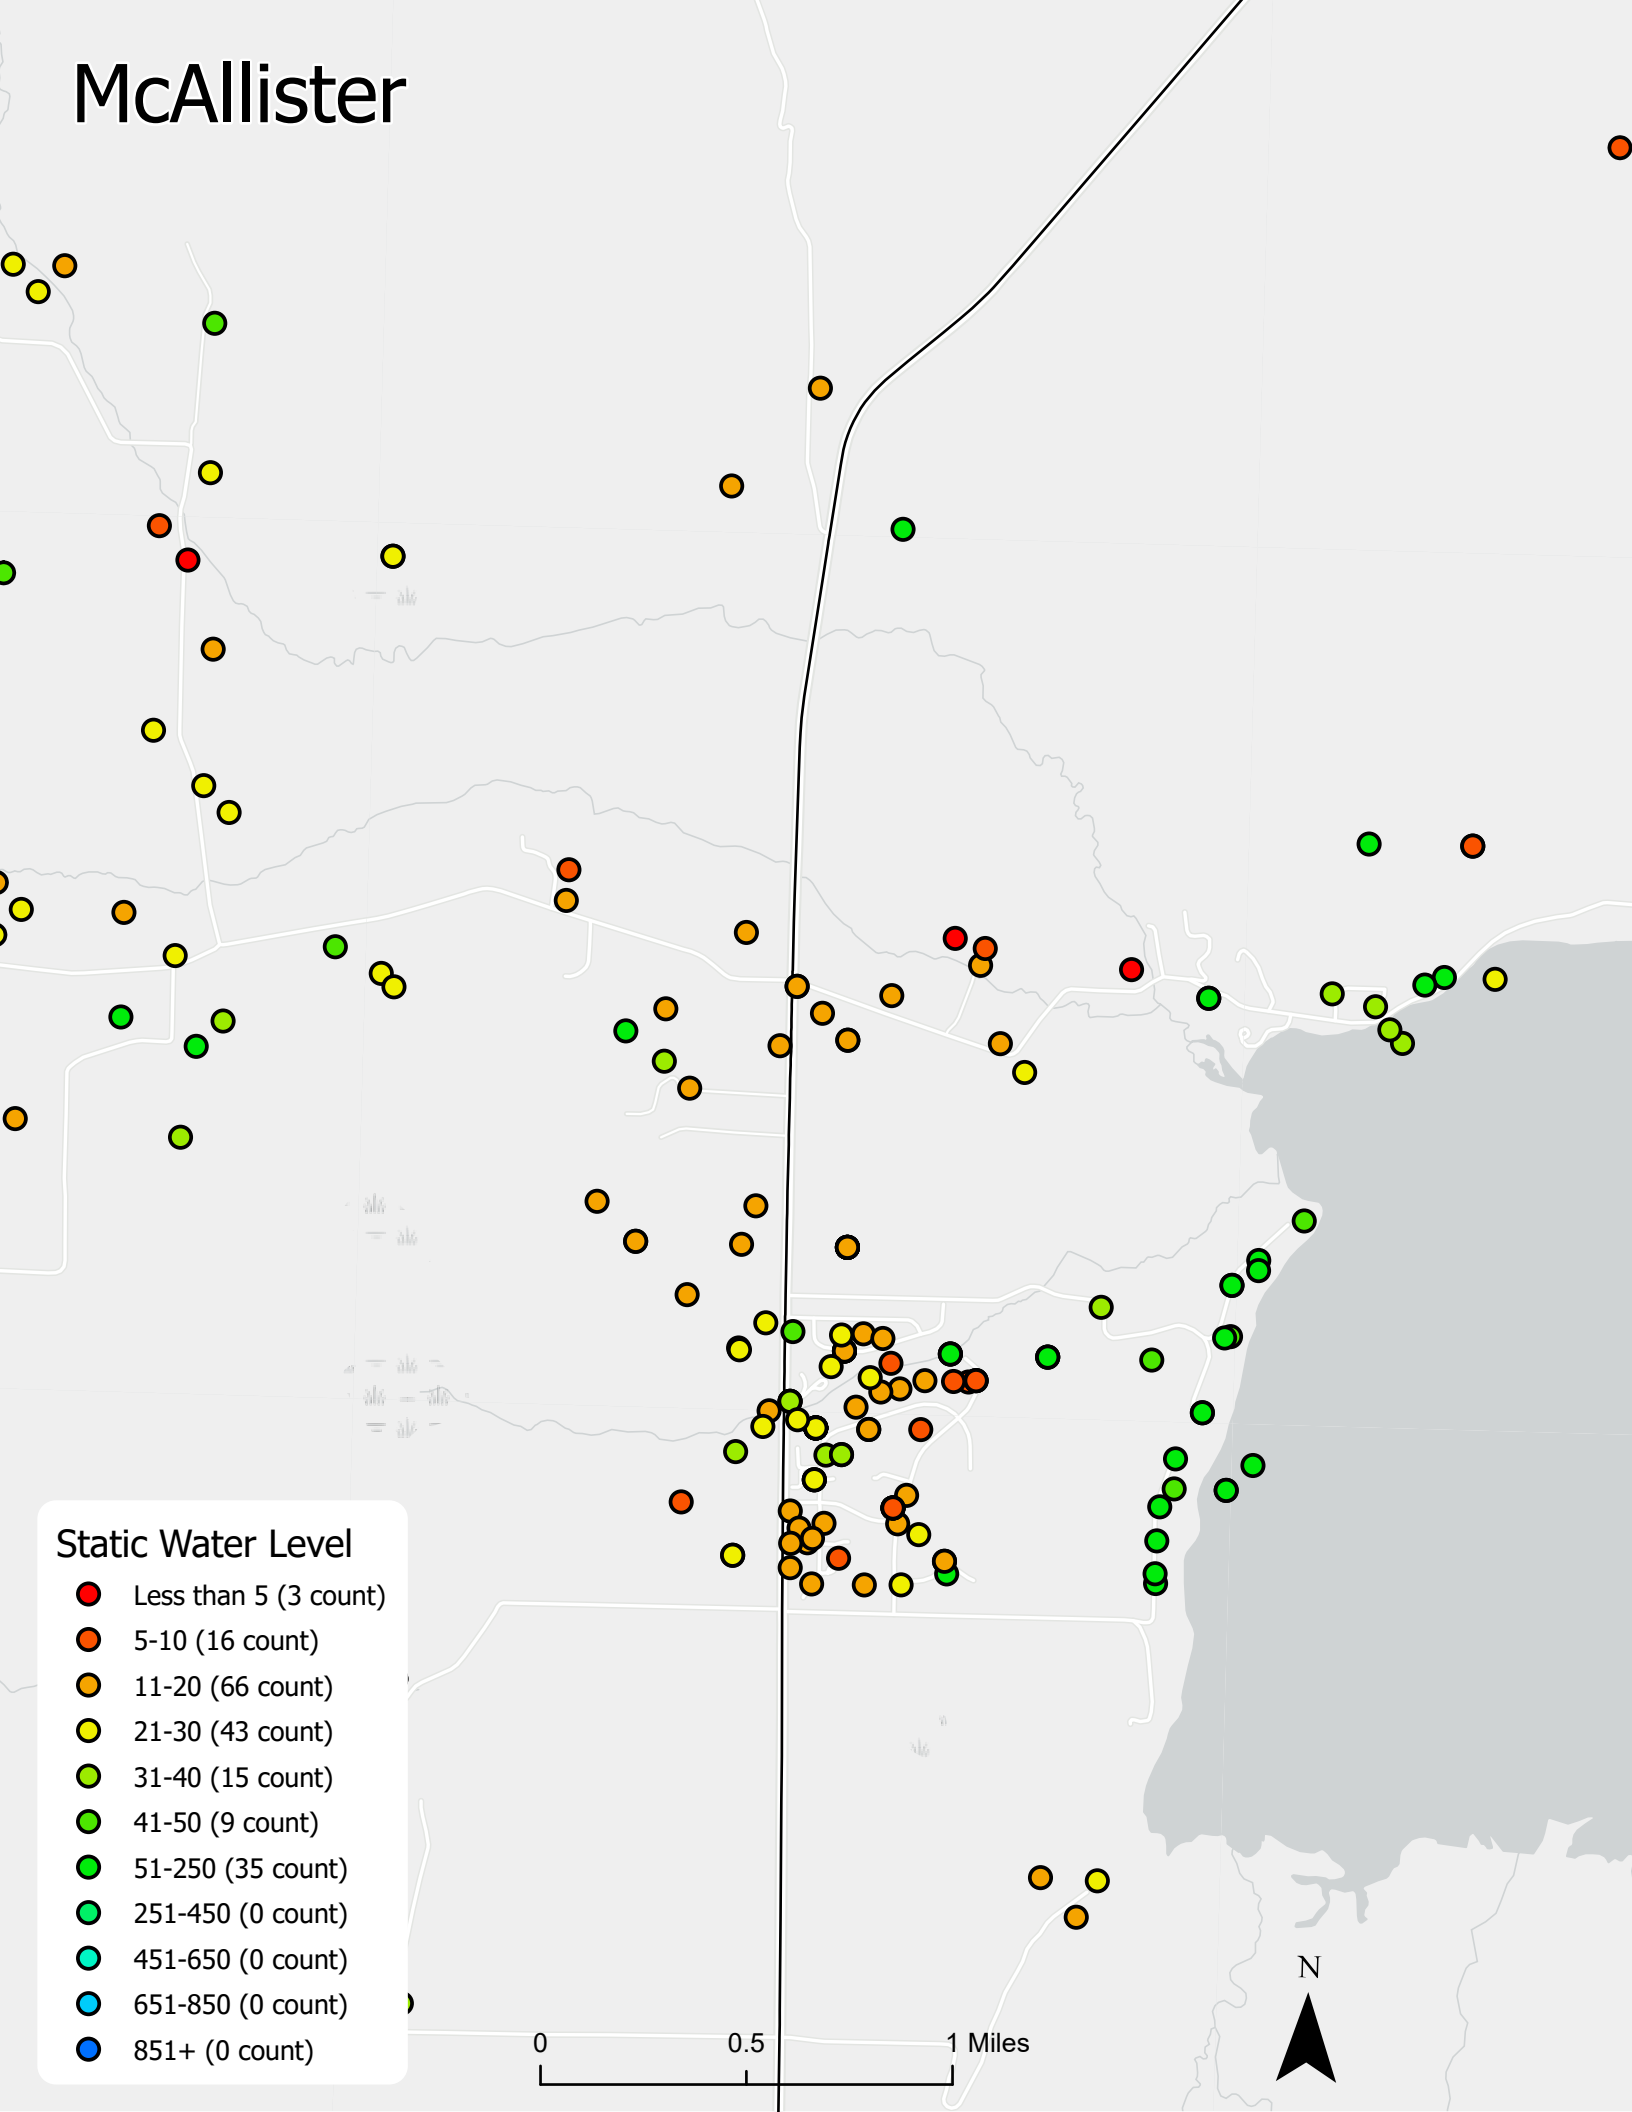 McAllister
Static Water Level
Less than 5 (3 count)
5-10 (16 count)
11-20 (66 count)
21-30 (43 count)
31-40 (15 count)
41-50 (9 count)
51-250 (35 count)
251-450 (0 count)
451-650 (0 count)
651-850 (0 count)
851+ (0 count)
0 0.5 1 Miles
N